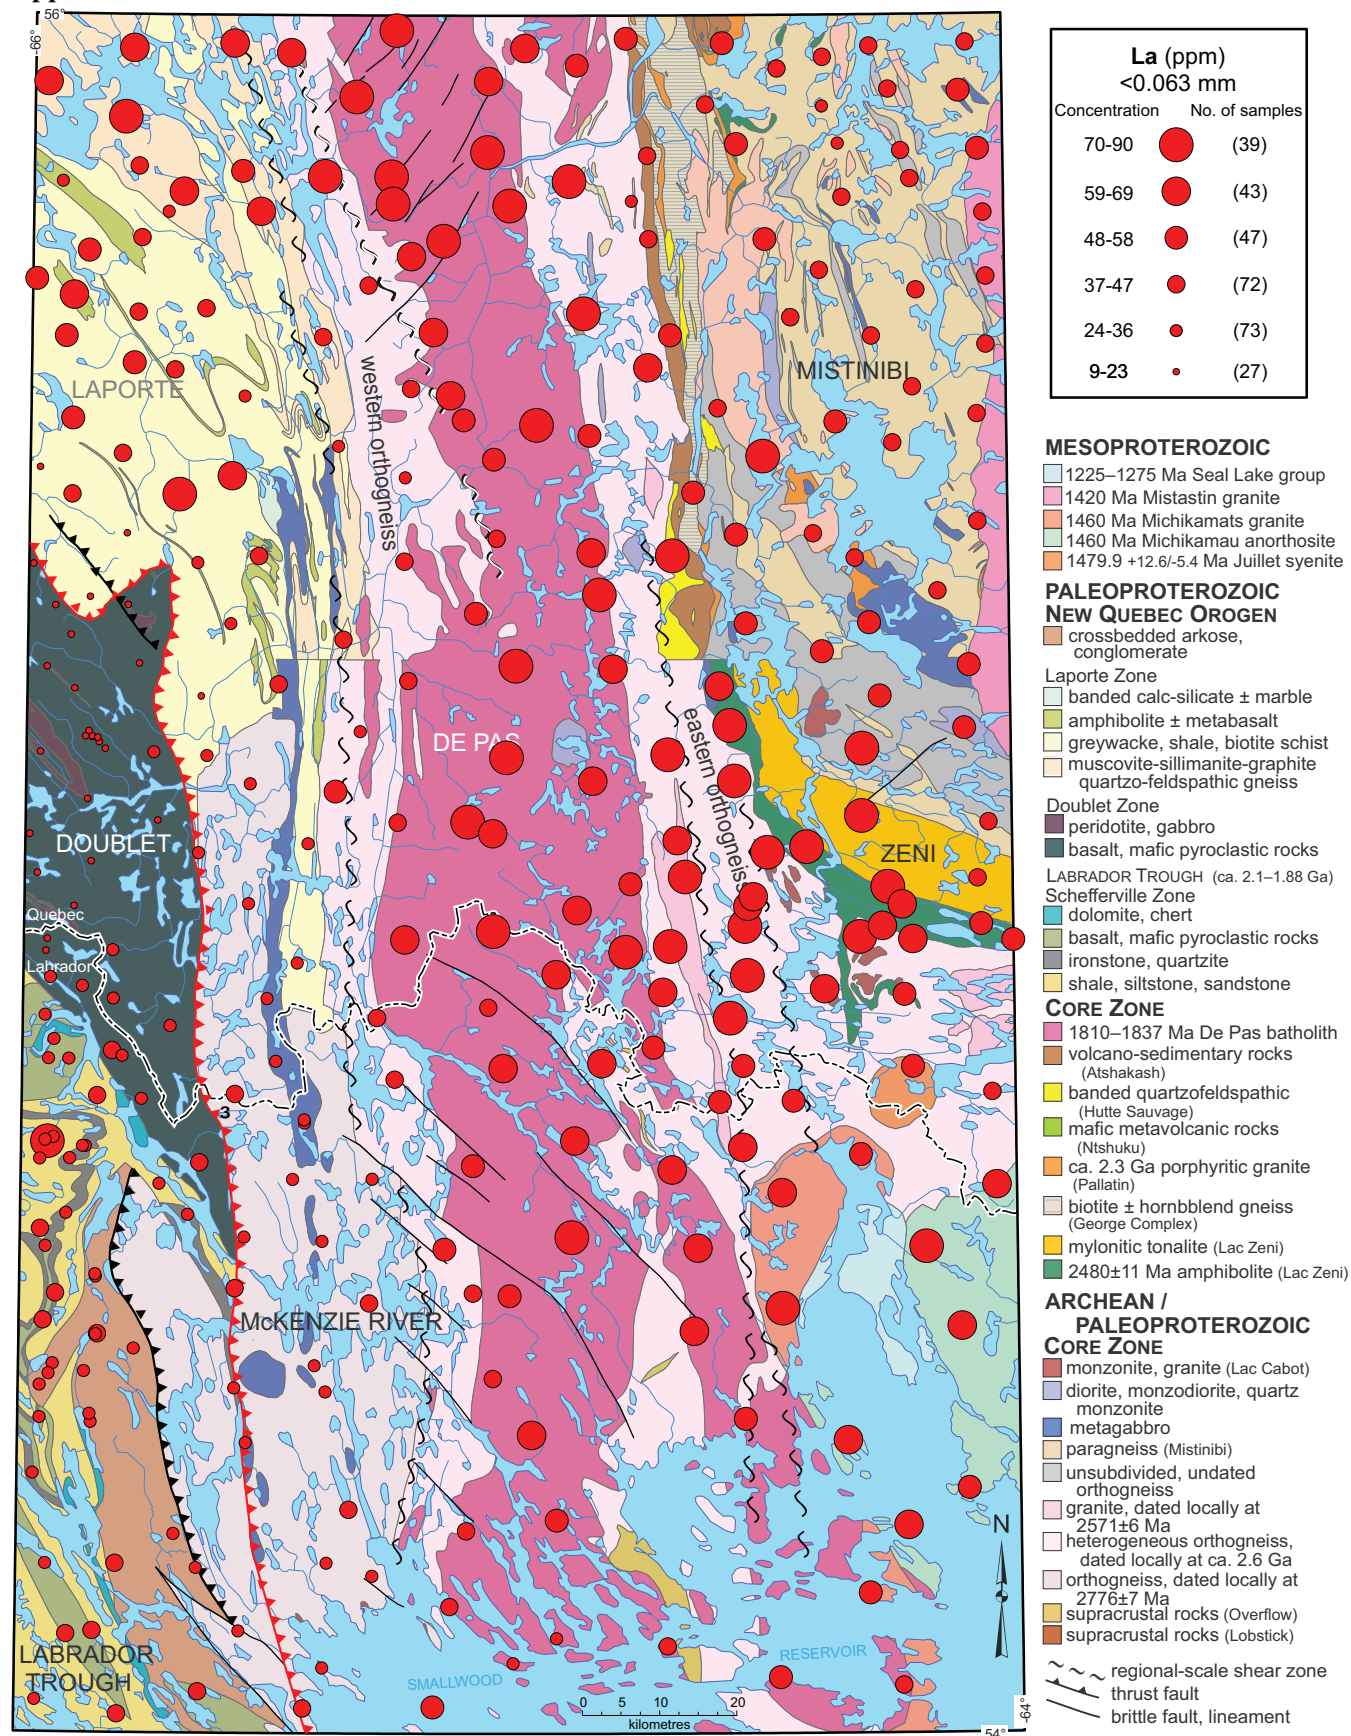 56°
-66°
LAPORTE
western orthogneiss
MISTINIBI
DE PAS
eastern orthogneiss
DOUBLET
ZENI
Quebec
Labrador
3
McKENZIE RIVER
LABRADOR
TROUGH
SMALLWOOD
RESERVOIR
0 5 10 20
kilometres
N
-64°
54°
La (ppm)
<0.063 mm
Concentration No. of samples
70-90 (39)
59-69 (43)
48-58 (47)
37-47 (72)
24-36 (73)
9-23 (27)
MESOPROTEROZOIC
1225–1275 Ma Seal Lake group
1420 Ma Mistastin granite
1460 Ma Michikamats granite
1460 Ma Michikamau anorthosite
1479.9 +12.6/-5.4 Ma Juillet syenite
PALEOPROTEROZOIC
NEW QUEBEC OROGEN
crossbedded arkose,
conglomerate
Laporte Zone
banded calc-silicate ± marble
amphibolite ± metabasalt
greywacke, shale, biotite schist
muscovite-sillimanite-graphite
quartzo-feldspathic gneiss
Doublet Zone
peridotite, gabbro
basalt, mafic pyroclastic rocks
LABRADOR TROUGH (ca. 2.1–1.88 Ga)
Schefferville Zone
dolomite, chert
basalt, mafic pyroclastic rocks
ironstone, quartzite
shale, siltstone, sandstone
CORE ZONE
1810–1837 Ma De Pas batholith
volcano-sedimentary rocks
(Atshakash)
banded quartzofeldspathic
(Hutte Sauvage)
mafic metavolcanic rocks
(Ntshuku)
ca. 2.3 Ga porphyritic granite
(Pallatin)
biotite ± hornblend gneiss
(George Complex)
mylonitic tonalite (Lac Zeni)
2480±11 Ma amphibolite (Lac Zeni)
ARCHEAN /
PALEOPROTEROZOIC
CORE ZONE
monzonite, granite (Lac Cabot)
diorite, monzodiorite, quartz
monzonite
metagabbro
paragneiss (Mistinibi)
unsubdivided, undated
orthogneiss
granite, dated locally at
2571±6 Ma
heterogeneous orthogneiss,
dated locally at ca. 2.6 Ga
orthogneiss, dated locally at
2776±7 Ma
supracrustal rocks (Overflow)
supracrustal rocks (Lobstick)
regional-scale shear zone
thrust fault
brittle fault, lineament